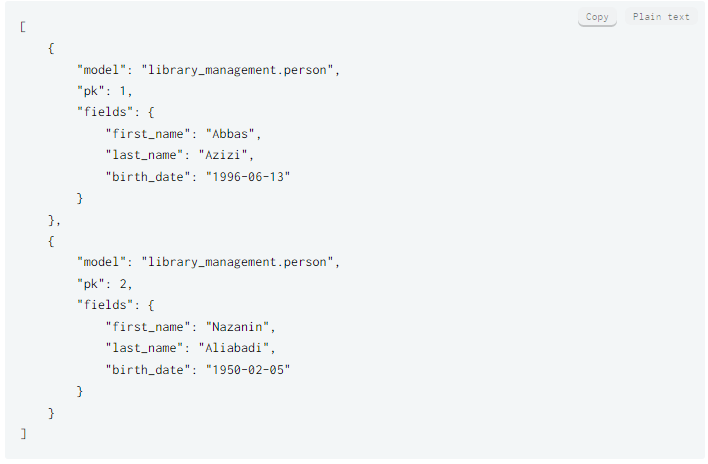 Copy Plain text
[
    {
        "model": "library_management.person",
        "pk": 1,
        "fields": {
            "first_name": "Abbas",
            "last_name": "Azizi",
            "birth_date": "1996-06-13"
        }
    },
    {
        "model": "library_management.person",
        "pk": 2,
        "fields": {
            "first_name": "Nazanin",
            "last_name": "Aliabadi",
            "birth_date": "1950-02-05"
        }
    }
]